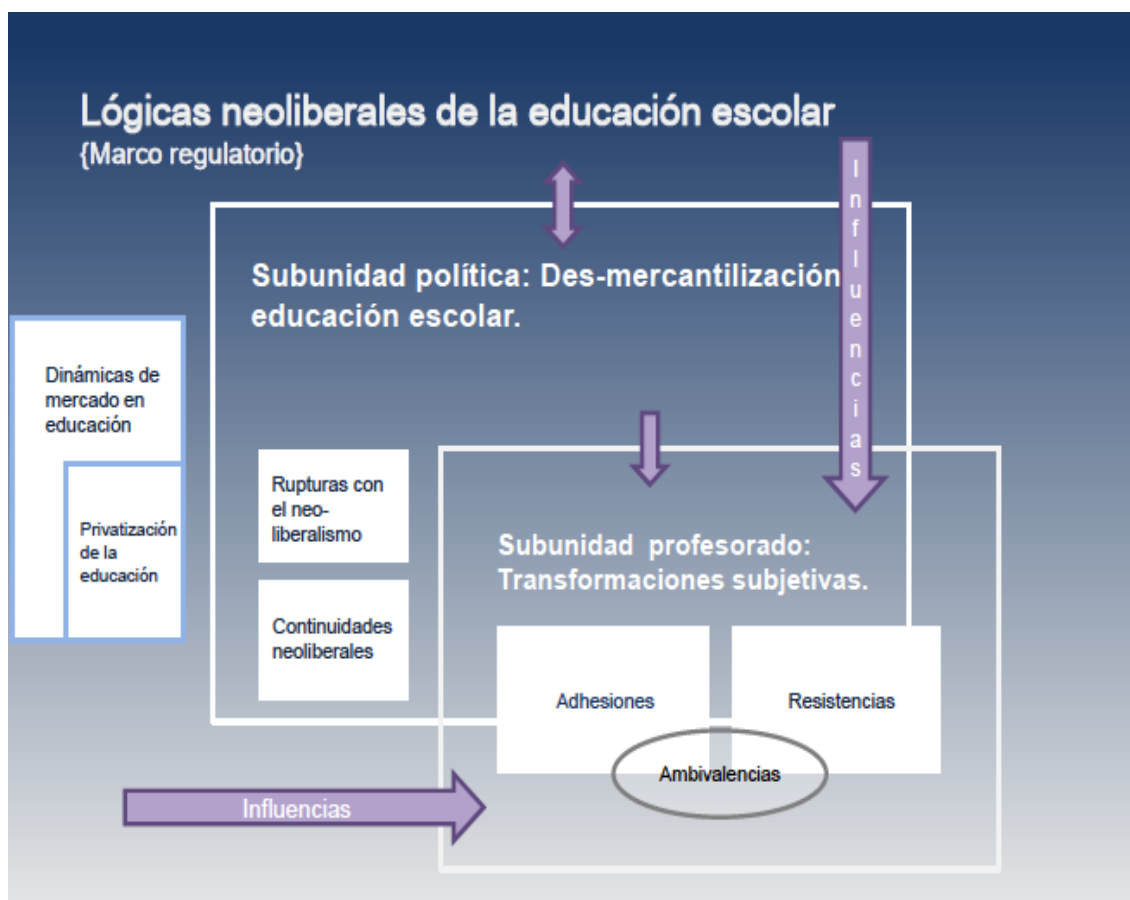 Lógicas neoliberales de la educación escolar
{Marco regulatorio}
Influencias
Subunidad política: Des-mercantilización
educación escolar.
Dinámicas de
mercado en
educación
Privatización
de la
educación
Rupturas con
el neo-
liberalismo
Continuidades
neoliberales
Subunidad profesorado:
Transformaciones subjetivas.
Adhesiones
Resistencias
Ambivalencias
Influencias